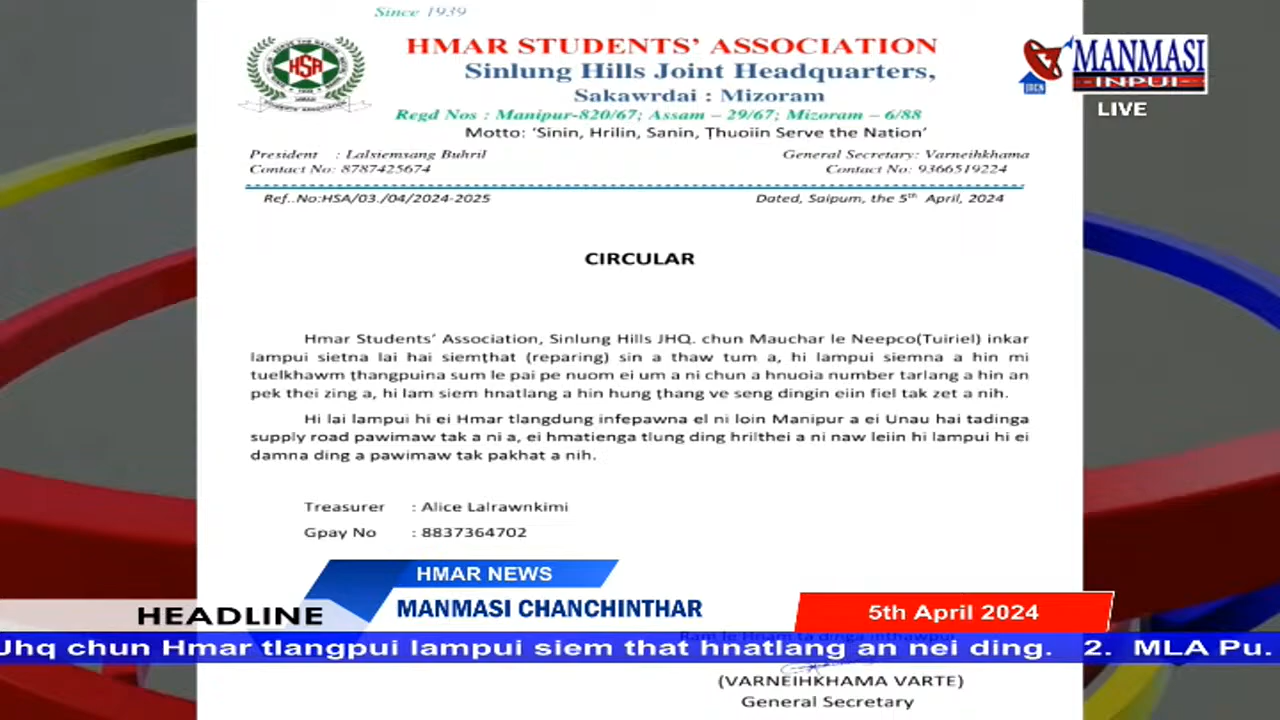 Since 1939
HMAR STUDENTS' ASSOCIATION
Sinlung Hills Joint Headquarters,
Sakawrdai : Mizoram
Regd Nos : Manipur-820/67; Assam – 29/67; Mizoram – 6/88
Motto: 'Sinin, Hrilin, Sanin, Ṭhuoiin Serve the Nation'
HSA
MANMASI
INPUI
LIVE
President : Lalsiemsang Buhril
General Secretary: Varneihkhama
Contact No: 8787425674
Contact No: 9366519224
Ref..No:HSA/03./04/2024-2025
Dated, Saipum, the 5th April, 2024
CIRCULAR
Hmar Students' Association, Sinlung Hills JHQ. chun Mauchar le Neepco(Tuiriel) inkar
lampui sietna lai hai siemṭhat (reparing) sin a thaw tum a, hi lampui siemna a hin mi
tuelkhawm ṭhangpuina sum le pai pe nuom ei um a ni chun a hnuoia number tarlang a hin an
pek thei zing a, hi lam siem hnatlang a hin hung ṭhang ve seng dingin eiin fiel tak zet a nih.
Hi lai lampui hi ei Hmar tlangdung infepawna el ni loin Manipur a ei Unau hai tadinga
supply road pawimaw tak a ni a, ei hmatienga tlung ding hrilthei a ni naw leiin hi lampui hi ei
damna ding a pawimaw tak pakhat a nih.
Treasurer : Alice Lalrawnkimi
Gpay No : 8837364702
HMAR NEWS
HEADLINE
MANMASI CHANCHINTHAR
5th April 2024
Ram le Hnam ta dinga inthawpui
Jhq chun Hmar tlangpui lampui siem that hnatlang an nei ding. 2. MLA Pu.
(VARNEIHKHAMA VARTE)
General Secretary